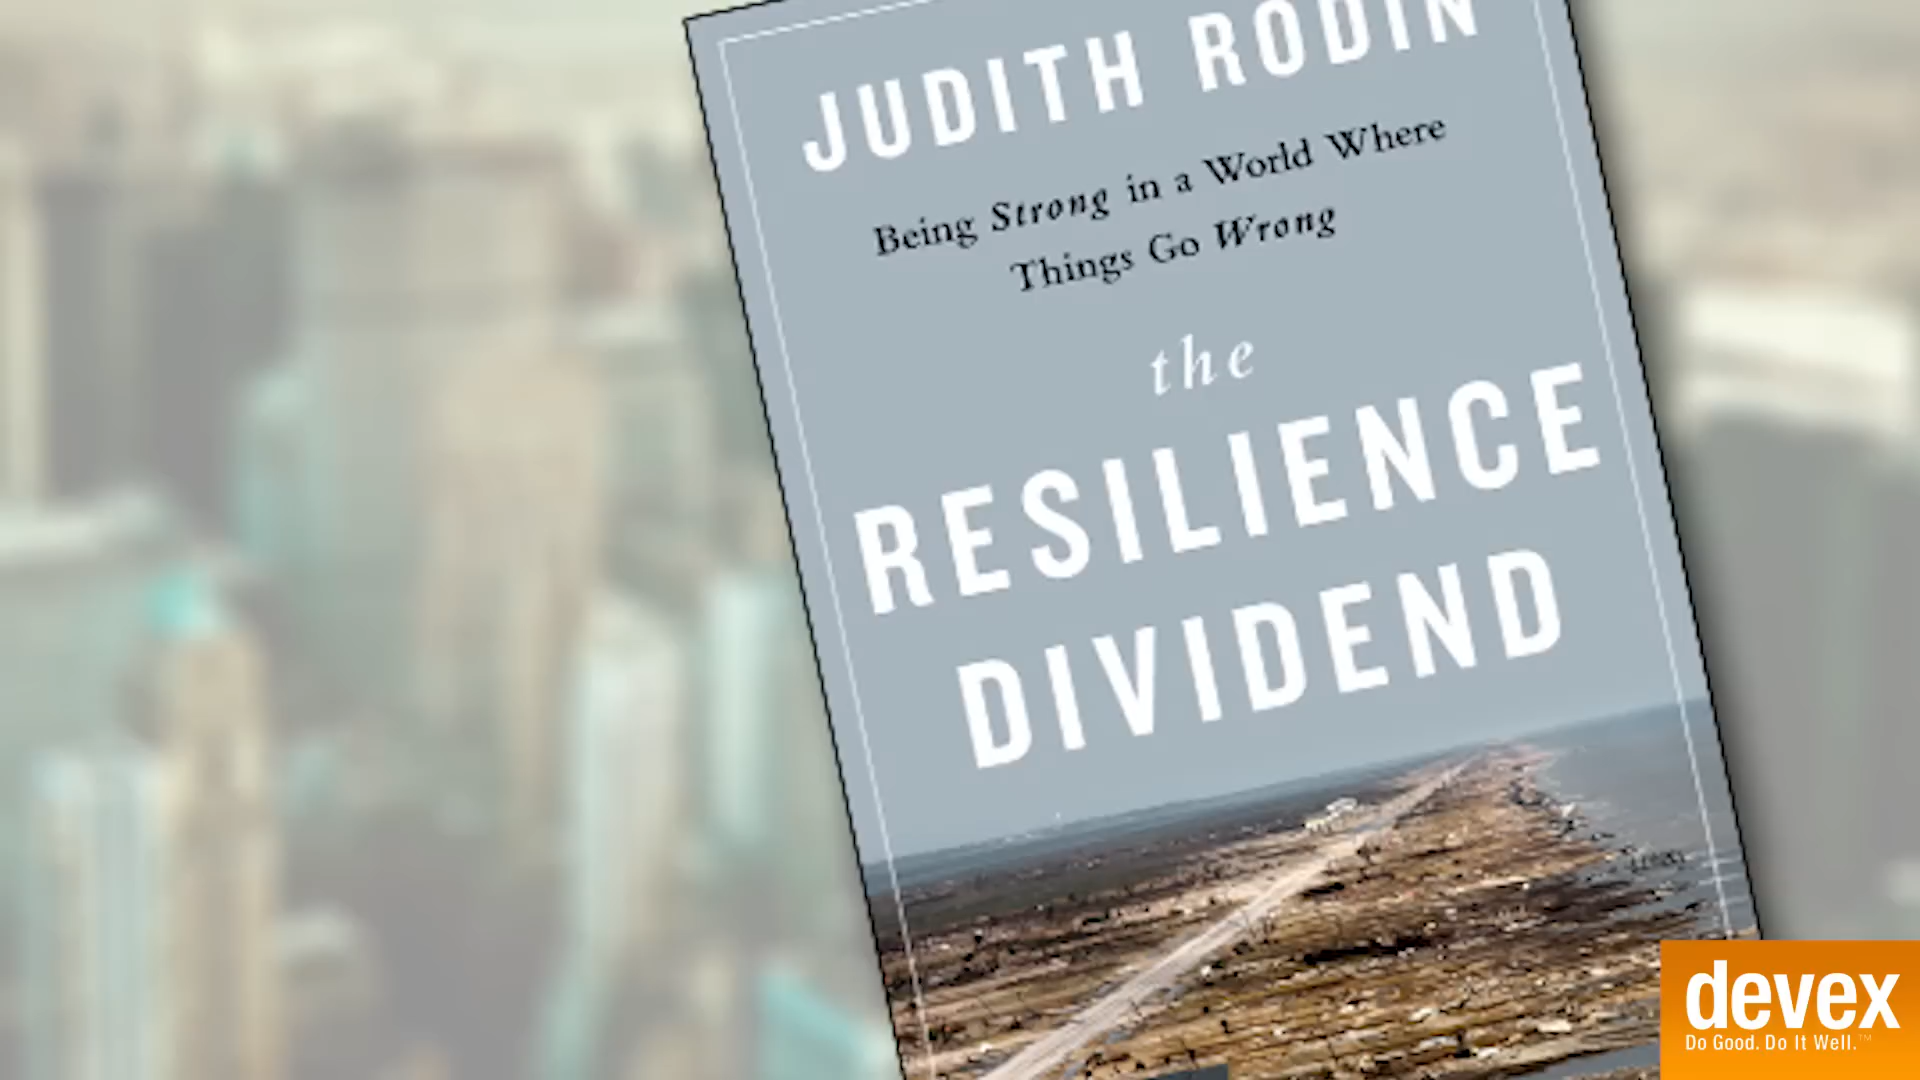 JUDITH RODIN
Being Strong in a World Where
Things Go Wrong
the
RESILIENCE
DIVIDEND
devex
Do Good. Do It Well.™